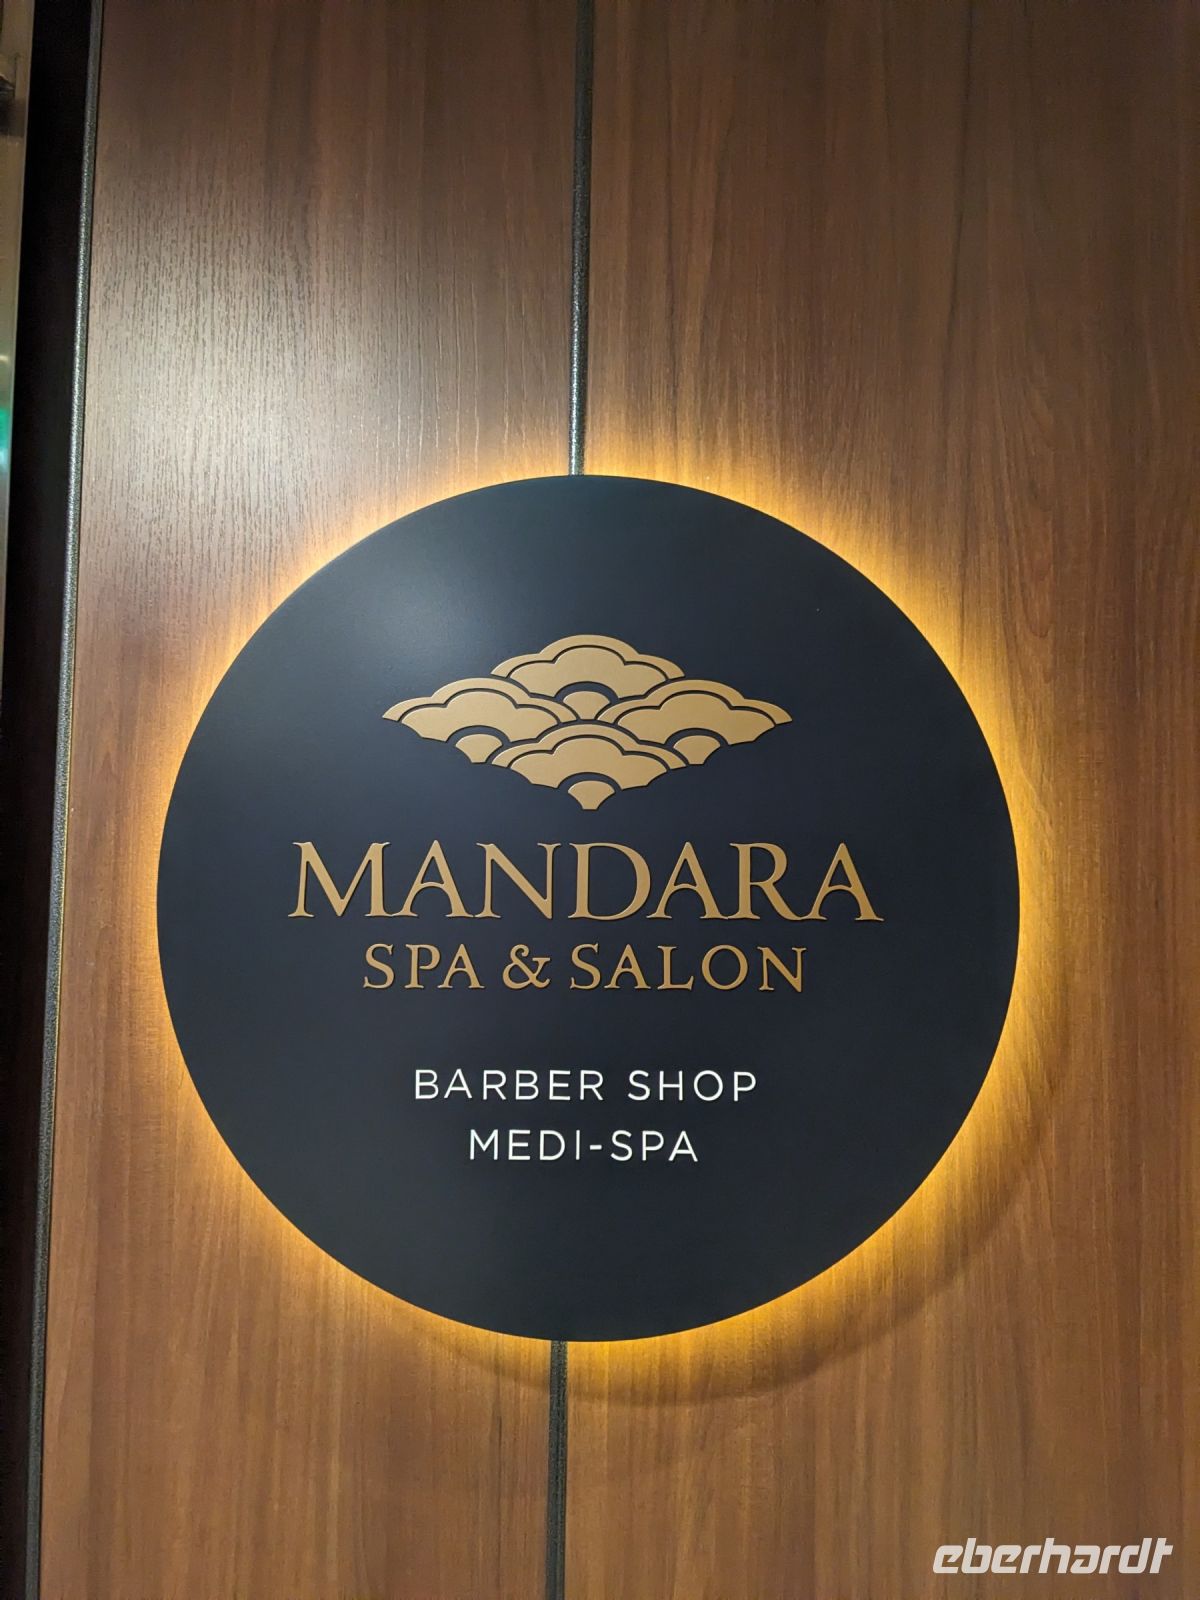 MANDARA
SPA & SALON
BARBER SHOP
MEDI-SPA
eberhardt